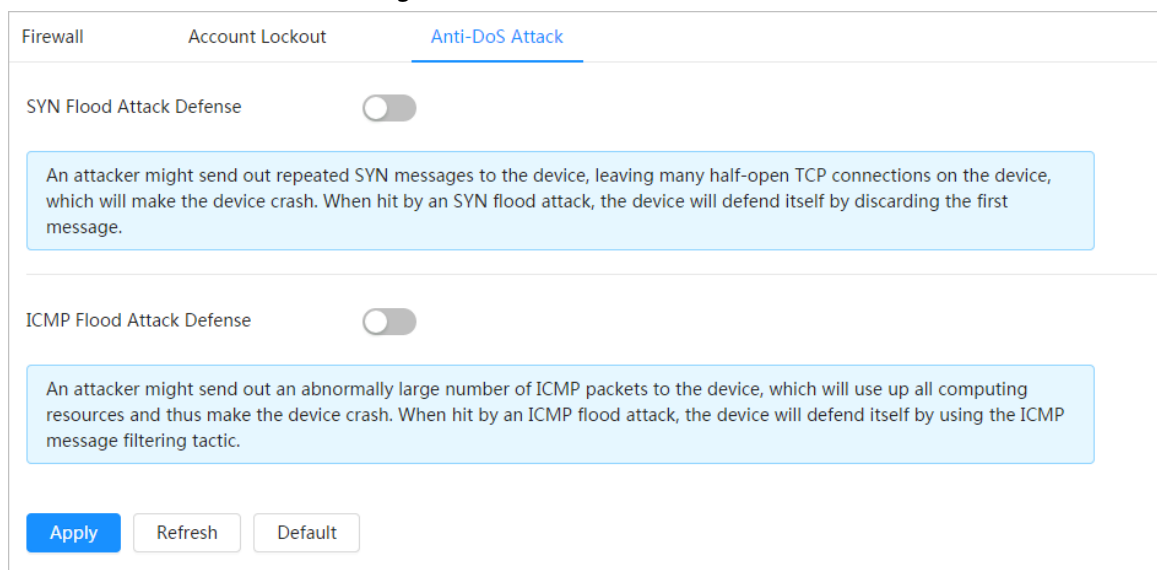 Firewall Account Lockout Anti-DoS Attack
SYN Flood Attack Defense
An attacker might send out repeated SYN messages to the device, leaving many half-open TCP connections on the device,
which will make the device crash. When hit by an SYN flood attack, the device will defend itself by discarding the first
message.
ICMP Flood Attack Defense
An attacker might send out an abnormally large number of ICMP packets to the device, which will use up all computing
resources and thus make the device crash. When hit by an ICMP flood attack, the device will defend itself by using the ICMP
message filtering tactic.
Apply Refresh Default